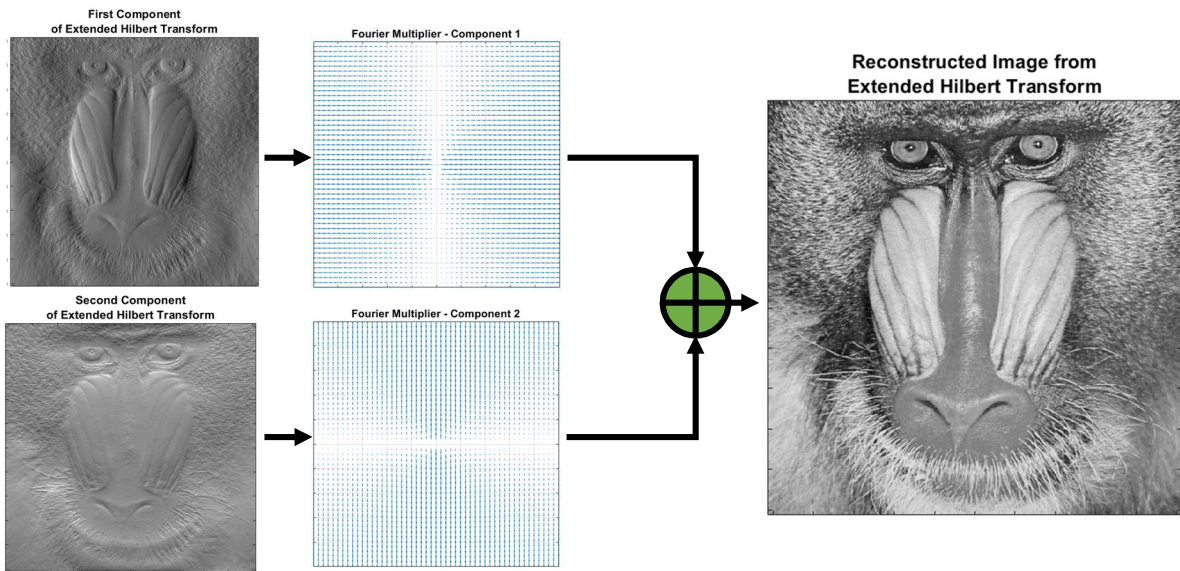 First Component
of Extended Hilbert Transform
Fourier Multiplier - Component 1
Second Component
of Extended Hilbert Transform
Fourier Multiplier - Component 2
Reconstructed Image from
Extended Hilbert Transform